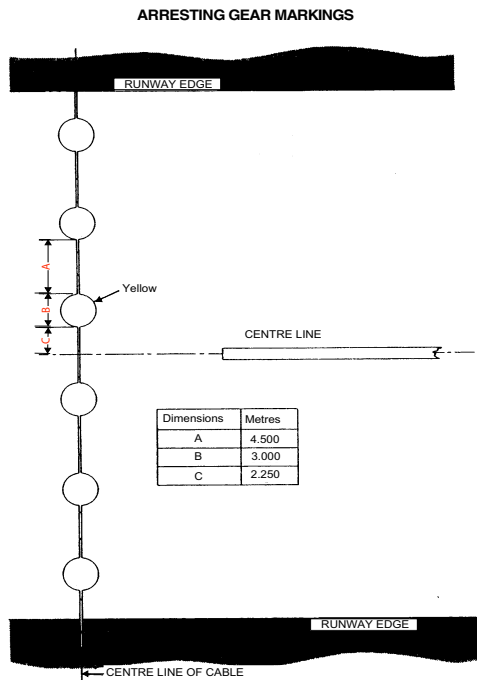 ARRESTING GEAR MARKINGS
RUNWAY EDGE
A
Yellow
B
CENTRE LINE
C
Dimensions Metres
A 4.500
B 3.000
C 2.250
RUNWAY EDGE
CENTRE LINE OF CABLE